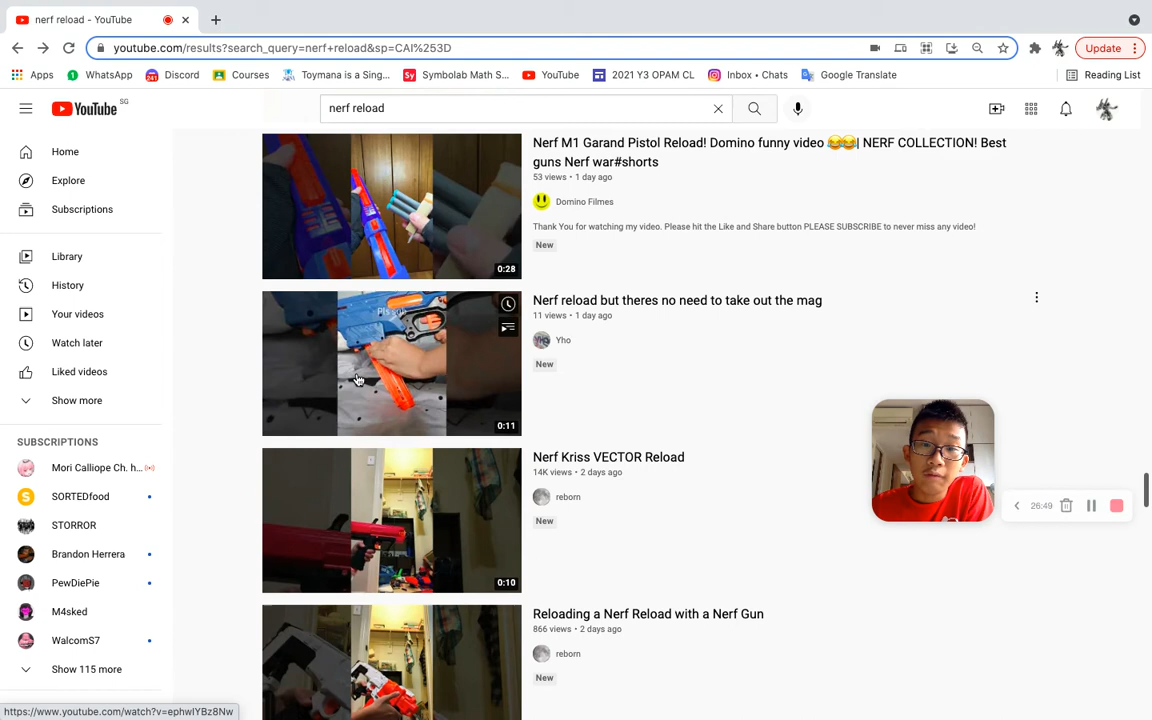 nerf reload - YouTube
youtube.com/results?search_query=nerf+reload&sp=CAI%253D
Update
Apps
1 WhatsApp
241 Discord
Courses
Toymana is a Sing...
Sy Symbolab Math S...
YouTube
2021 Y3 OPAM CL
Inbox • Chats
Google Translate
Reading List
YouTube SG
nerf reload
Home
Explore
Subscriptions
Library
History
Your videos
Watch later
Liked videos
Show more
SUBSCRIPTIONS
Mori Calliope Ch. h...
SORTEDfood
STORROR
Brandon Herrera
PewDiePie
M4sked
WalcomS7
Show 115 more
0:28
Nerf M1 Garand Pistol Reload! Domino funny video 😂😂| NERF COLLECTION! Best
guns Nerf war#shorts
53 views • 1 day ago
Domino Filmes
Thank You for watching my video. Please hit the Like and Share button PLEASE SUBSCRIBE to never miss any video!
New
0:11
Nerf reload but theres no need to take out the mag
11 views • 1 day ago
Yho
New
0:10
Nerf Kriss VECTOR Reload
14K views • 2 days ago
reborn
New
Reloading a Nerf Reload with a Nerf Gun
866 views • 2 days ago
reborn
New
26:49
https://www.youtube.com/watch?v=ephwIYBz8Nw